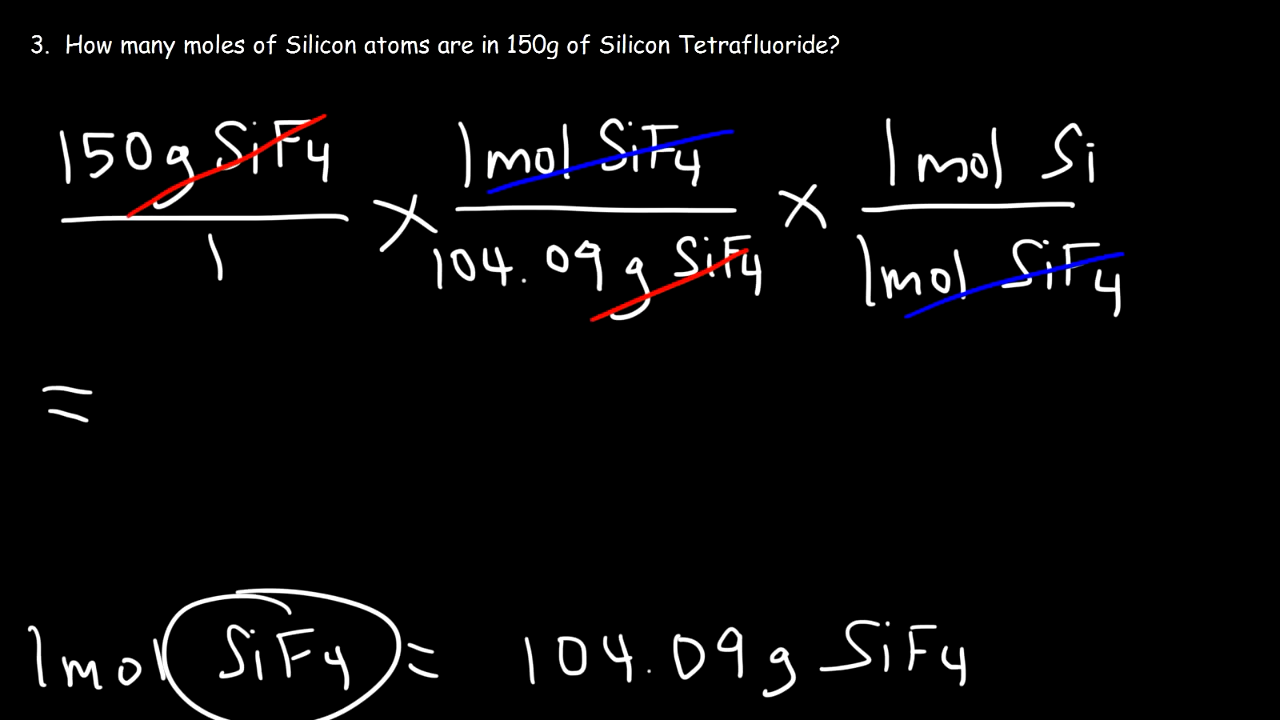 3. How many moles of Silicon atoms are in 150g of Silicon Tetrafluoride?
150g SiF4 × 1mol SiF4 × 1mol Si
1 104.09g SiF4 1mol SiF4
=
1mol SiF4 = 104.09g SiF4